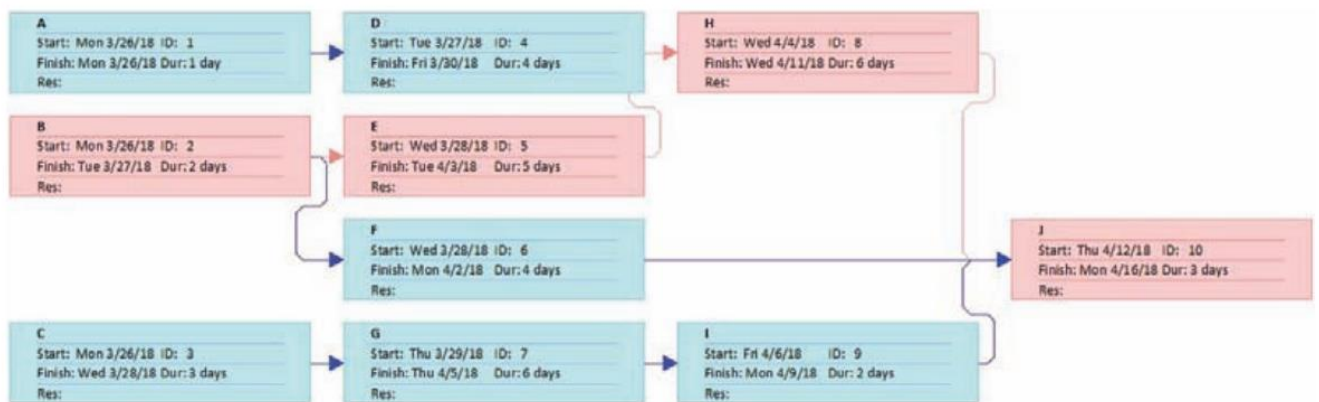 A
Start: Mon 3/26/18 ID: 1
Finish: Mon 3/26/18 Dur: 1 day
Res:
D
Start: Tue 3/27/18 ID: 4
Finish: Fri 3/30/18 Dur: 4 days
Res:
H
Start: Wed 4/4/18 ID: 8
Finish: Wed 4/11/18 Dur: 6 days
Res:
B
Start: Mon 3/26/18 ID: 2
Finish: Tue 3/27/18 Dur: 2 days
Res:
E
Start: Wed 3/28/18 ID: 5
Finish: Tue 4/3/18 Dur: 5 days
Res:
F
Start: Wed 3/28/18 ID: 6
Finish: Mon 4/2/18 Dur: 4 days
Res:
J
Start: Thu 4/12/18 ID: 10
Finish: Mon 4/16/18 Dur: 3 days
Res:
C
Start: Mon 3/26/18 ID: 3
Finish: Wed 3/28/18 Dur: 3 days
Res:
G
Start: Thu 3/29/18 ID: 7
Finish: Thu 4/5/18 Dur: 6 days
Res:
I
Start: Fri 4/6/18 ID: 9
Finish: Mon 4/9/18 Dur: 2 days
Res: